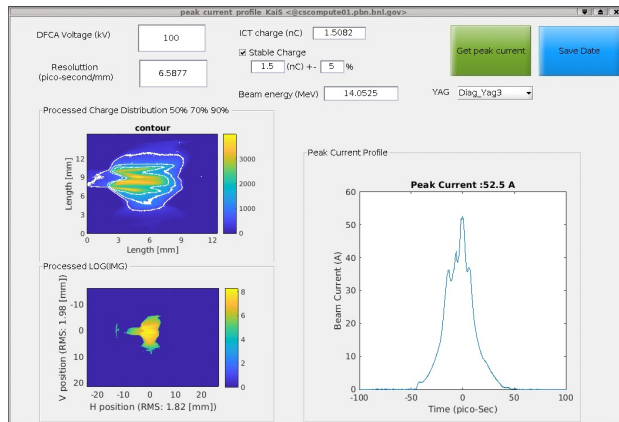 peak current profile KaiS <@cscompute01.pbn.bnl.gov>
DFCA Voltage (kV)
100
ICT charge (nC)
1.5082
Stable Charge
1.5 (nC) +- 5 %
Resoluttion
(pico-second/mm)
6.5877
Beam energy (MeV)
14.0525
Get peak current
Save Date
YAG Diag_Yag3
Processed Charge Distribution 50% 70% 90%
contour
12
9
6
3
0
Length [mm]
0 3 6 9 12
Length [mm]
3000
2000
1000
0
Processed LOG(IMG)
-10
0
10
20
V position (RMS: 1.98 [mm])
-20 -10 0 10 20
H position (RMS: 1.82 [mm])
8
6
4
2
0
Peak Current Profile
Peak Current :52.5 A
60
50
40
30
20
10
0
Beam Current (A)
-100 -50 0 50 100
Time (pico-Sec)